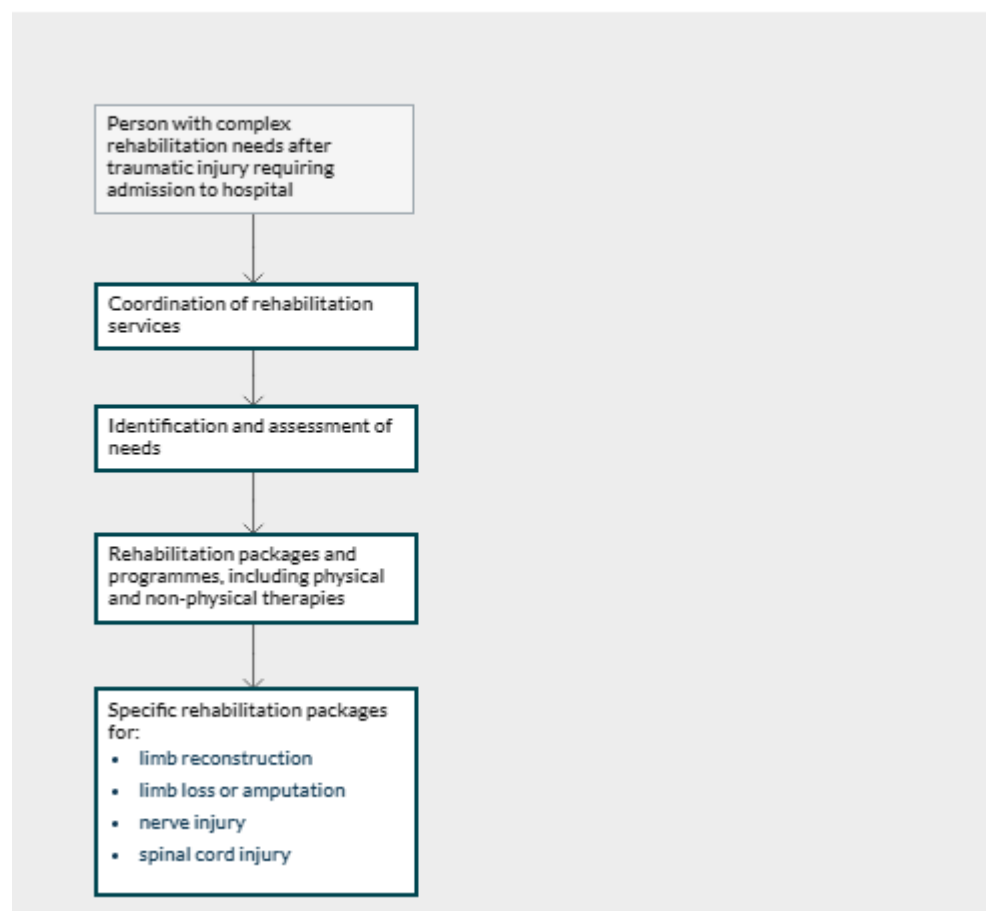 Person with complex
rehabilitation needs after
traumatic injury requiring
admission to hospital
Coordination of rehabilitation
services
Identification and assessment of
needs
Rehabilitation packages and
programmes, including physical
and non-physical therapies
Specific rehabilitation packages
for:
• limb reconstruction
• limb loss or amputation
• nerve injury
• spinal cord injury